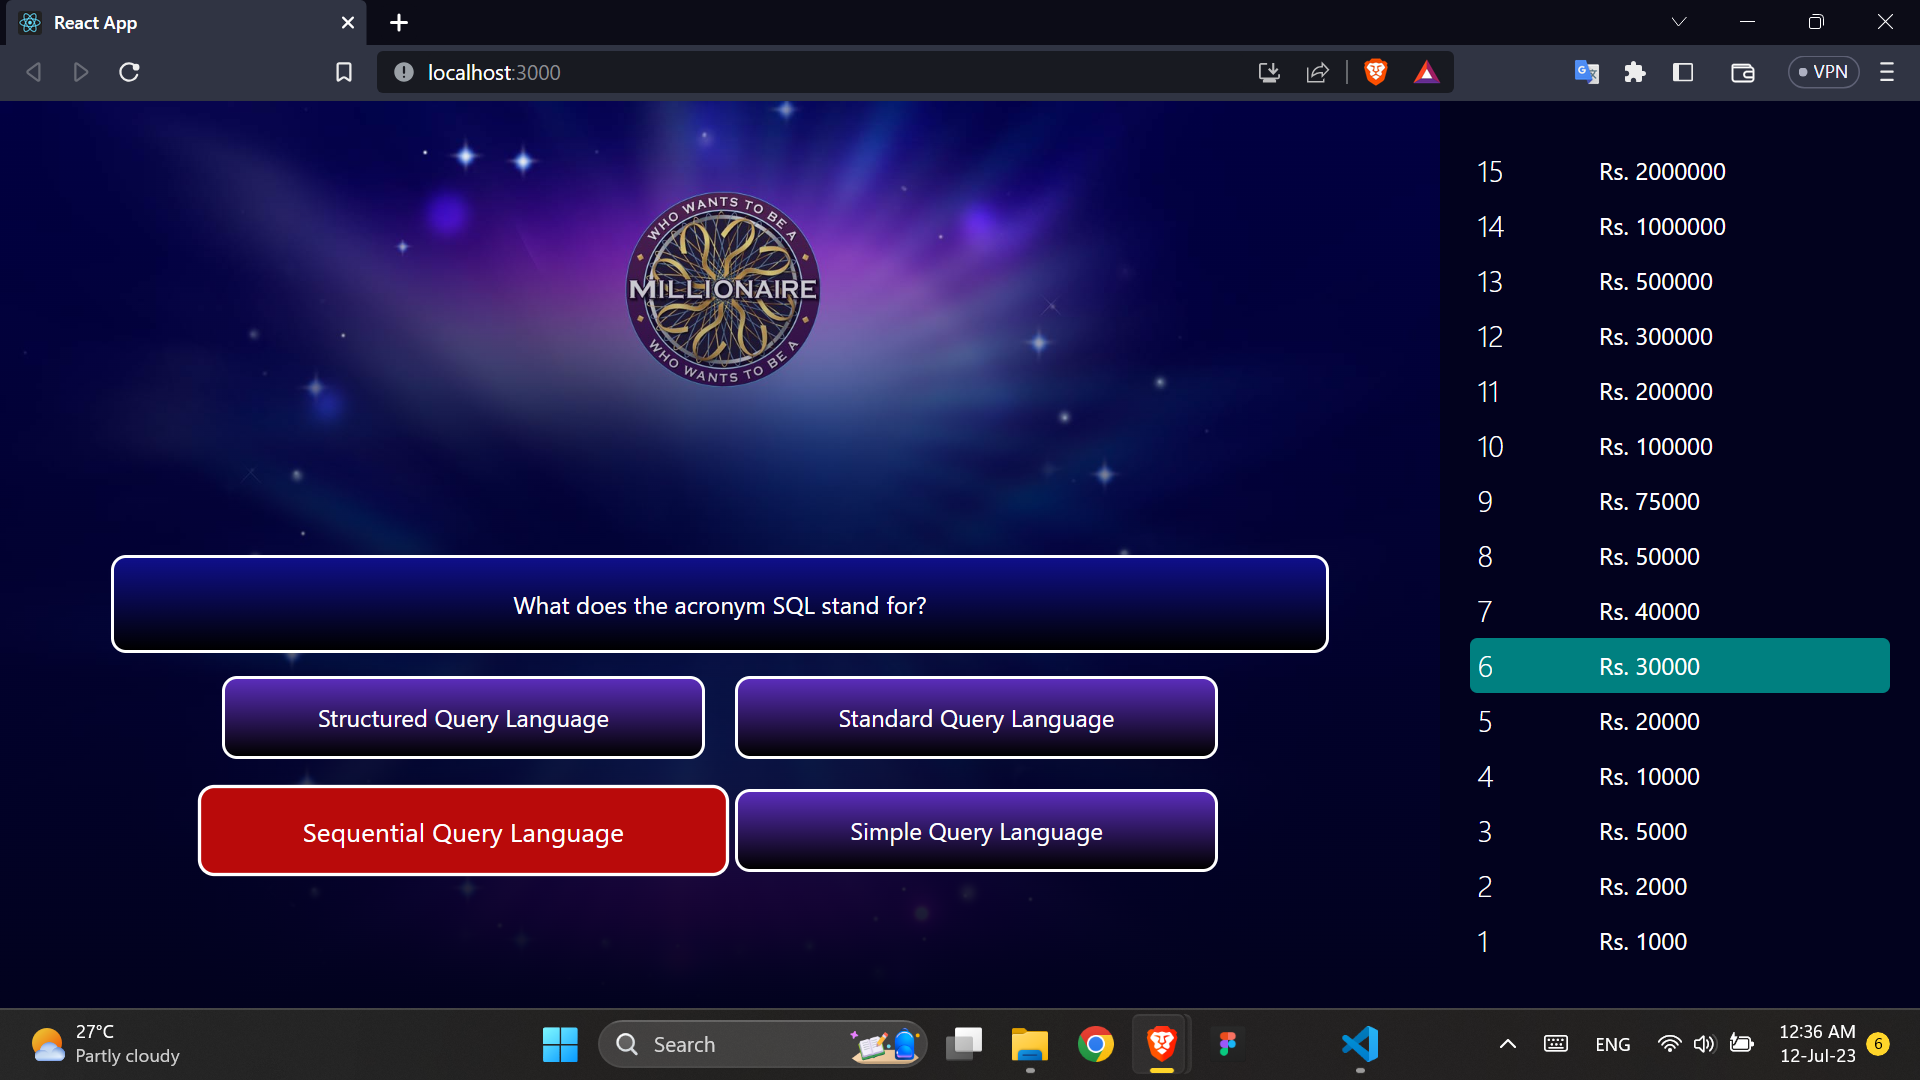 React App
localhost:3000
VPN
WHO WANTS TO BE A
MILLIONAIRE
WHO WANTS TO BE A
What does the acronym SQL stand for?
Structured Query Language
Standard Query Language
Sequential Query Language
Simple Query Language
15 Rs. 2000000
14 Rs. 1000000
13 Rs. 500000
12 Rs. 300000
11 Rs. 200000
10 Rs. 100000
9 Rs. 75000
8 Rs. 50000
7 Rs. 40000
6 Rs. 30000
5 Rs. 20000
4 Rs. 10000
3 Rs. 5000
2 Rs. 2000
1 Rs. 1000
27°C
Partly cloudy
Search
ENG
12:36 AM
12-Jul-23
6